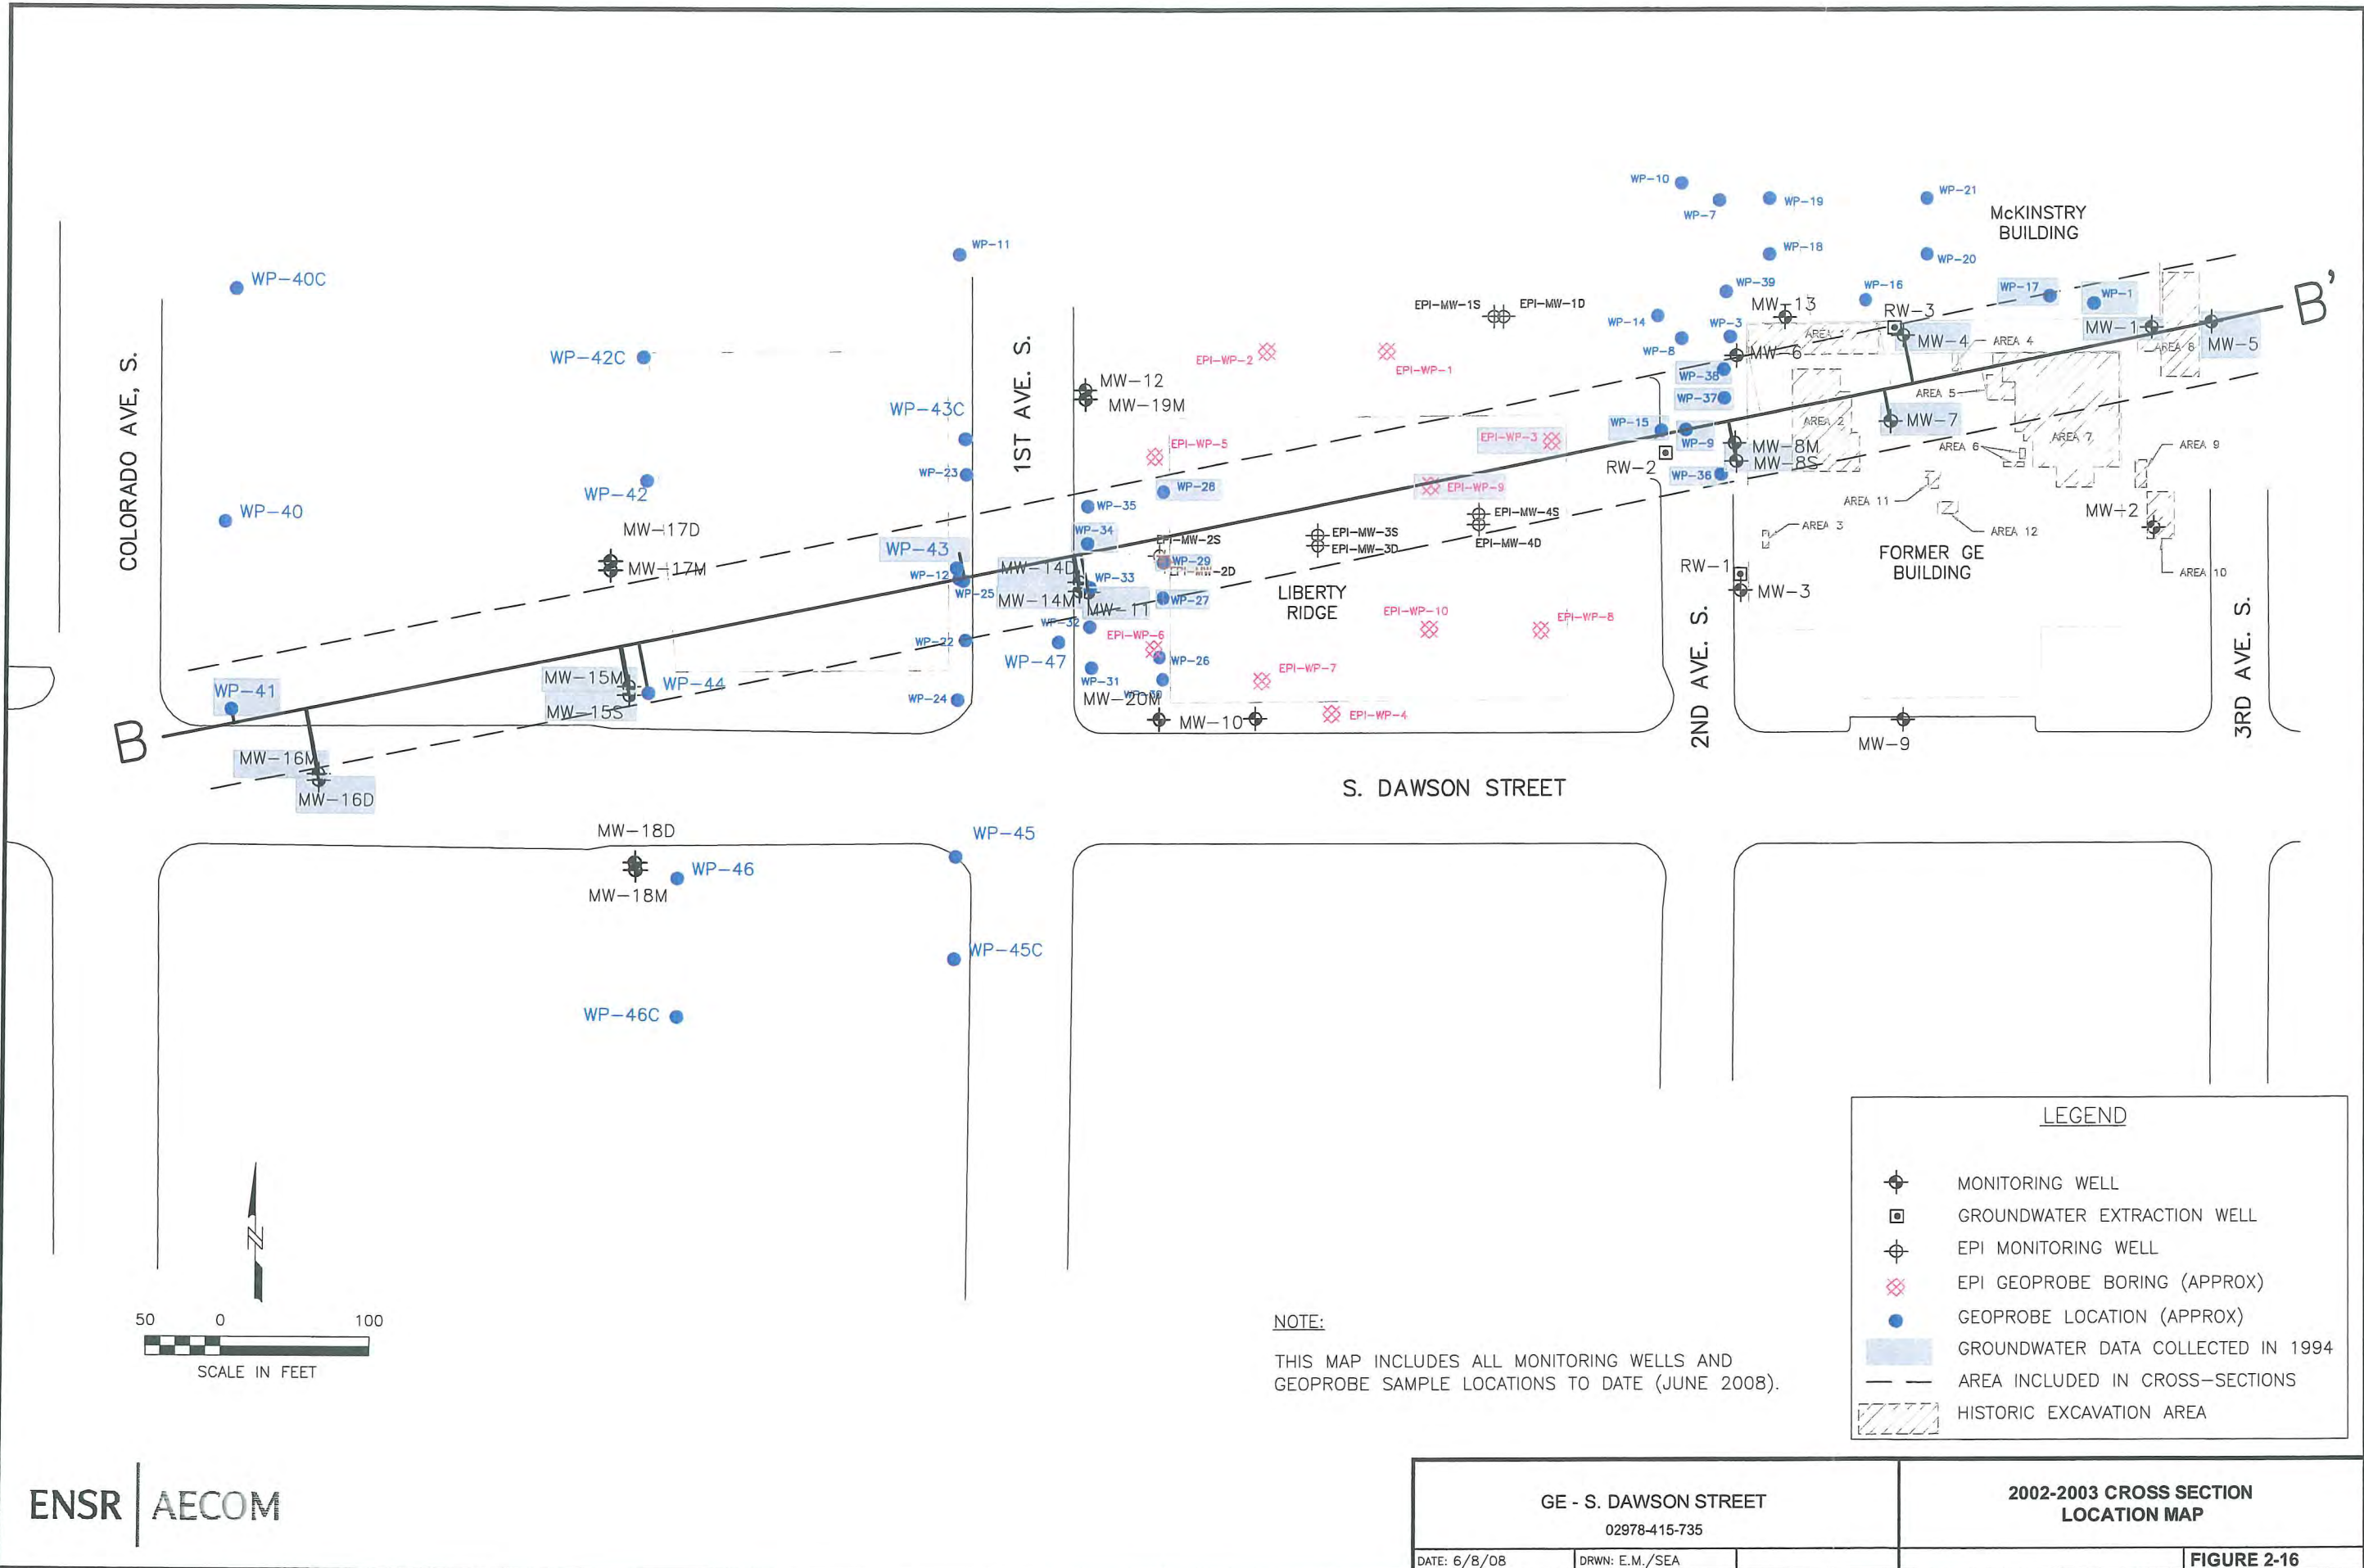 WP-10
WP-7
WP-19
WP-21
McKINSTRY
BUILDING
WP-18
WP-20
WP-11
WP-40C
WP-39
WP-16
WP-17
WP-1
B'
EPI-MW-1S
EPI-MW-1D
MW-13
RW-3
WP-14
WP-3
AREA 1
MW-4
AREA 4
MW-1
MW-5
AREA 8
WP-8
MW-6
COLORADO AVE, S.
1ST AVE. S.
WP-42C
EPI-WP-2
EPI-WP-1
WP-38
WP-37
AREA 5
MW-12
MW-19M
WP-43C
WP-15
WP-9
AREA 2
MW-7
EPI-WP-5
EPI-WP-3
MW-8M
MW-8S
AREA 6
AREA 7
AREA 9
WP-23
RW-2
WP-36
WP-42
WP-28
EPI-WP-9
AREA 11
WP-40
WP-35
EPI-MW-4S
MW-2
MW-17D
WP-34
EPI-MW-2S
EPI-MW-3S
EPI-MW-3D
EPI-MW-4D
AREA 3
AREA 12
WP-43
MW-17M
WP-12
MW-14D
WP-33
WP-29
EPI-MW-2D
FORMER GE
BUILDING
RW-1
AREA 10
WP-25
MW-14M
MW-11
WP-27
LIBERTY
RIDGE
MW-3
WP-32
EPI-WP-6
EPI-WP-10
EPI-WP-8
WP-22
WP-47
WP-26
EPI-WP-7
2ND AVE. S.
3RD AVE. S.
WP-41
MW-15M
WP-44
WP-31
WP-30
WP-24
MW-20M
MW-15S
MW-10
EPI-WP-4
MW-9
B
MW-16M
MW-16D
S. DAWSON STREET
MW-18D
WP-45
WP-46
MW-18M
WP-45C
WP-46C
LEGEND
MONITORING WELL
GROUNDWATER EXTRACTION WELL
EPI MONITORING WELL
EPI GEOPROBE BORING (APPROX)
GEOPROBE LOCATION (APPROX)
GROUNDWATER DATA COLLECTED IN 1994
AREA INCLUDED IN CROSS-SECTIONS
HISTORIC EXCAVATION AREA
N
50 0 100
SCALE IN FEET
NOTE:
THIS MAP INCLUDES ALL MONITORING WELLS AND
GEOPROBE SAMPLE LOCATIONS TO DATE (JUNE 2008).
ENSR | AECOM
GE - S. DAWSON STREET
02978-415-735
2002-2003 CROSS SECTION
LOCATION MAP
DATE: 6/8/08
DRWN: E.M./SEA
FIGURE 2-16